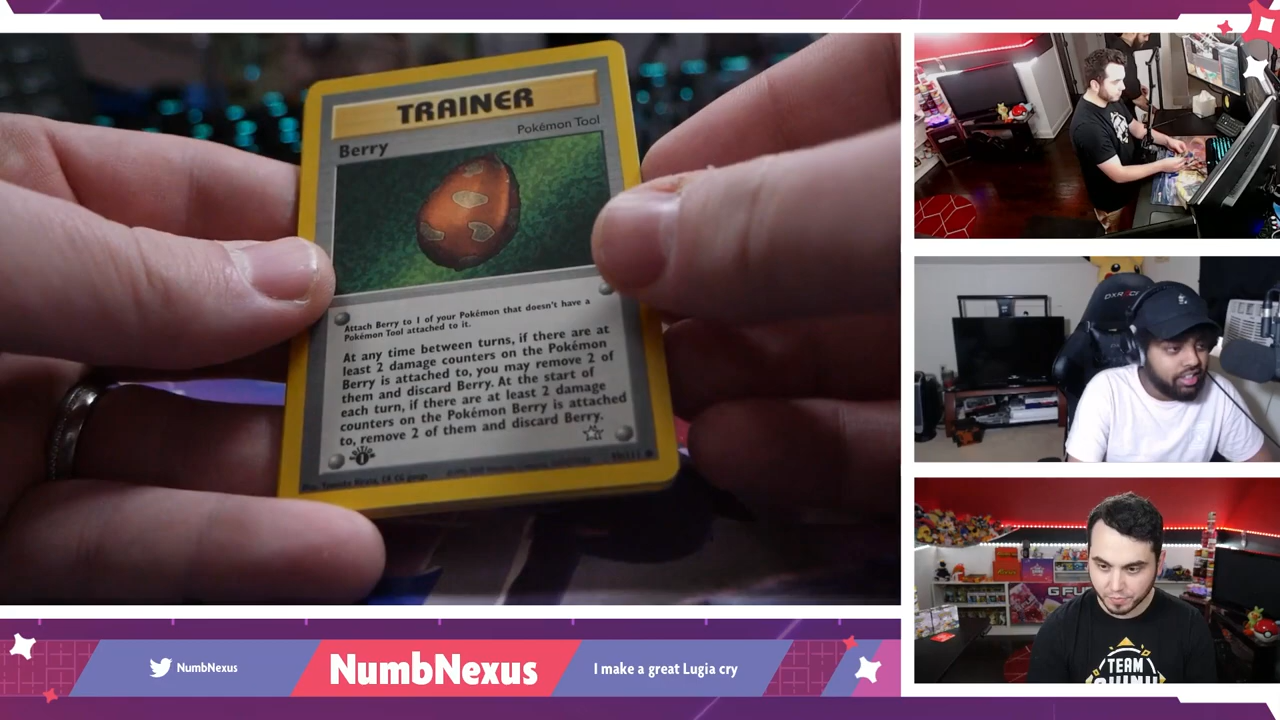 TRAINER
Pokémon Tool
Berry
Attach Berry to 1 of your Pokémon that doesn't have a
Pokémon Tool attached to it.
At any time between turns, if there are at
least 2 damage counters on the Pokémon
Berry is attached to, you may remove 2 of
them and discard Berry. At the start of
each turn, if there are at least 2 damage
counters on the Pokémon Berry is attached
to, remove 2 of them and discard Berry.
EDITION
1
DXRACER
G FU
TEAM
NumbNexus
NumbNexus
I make a great Lugia cry